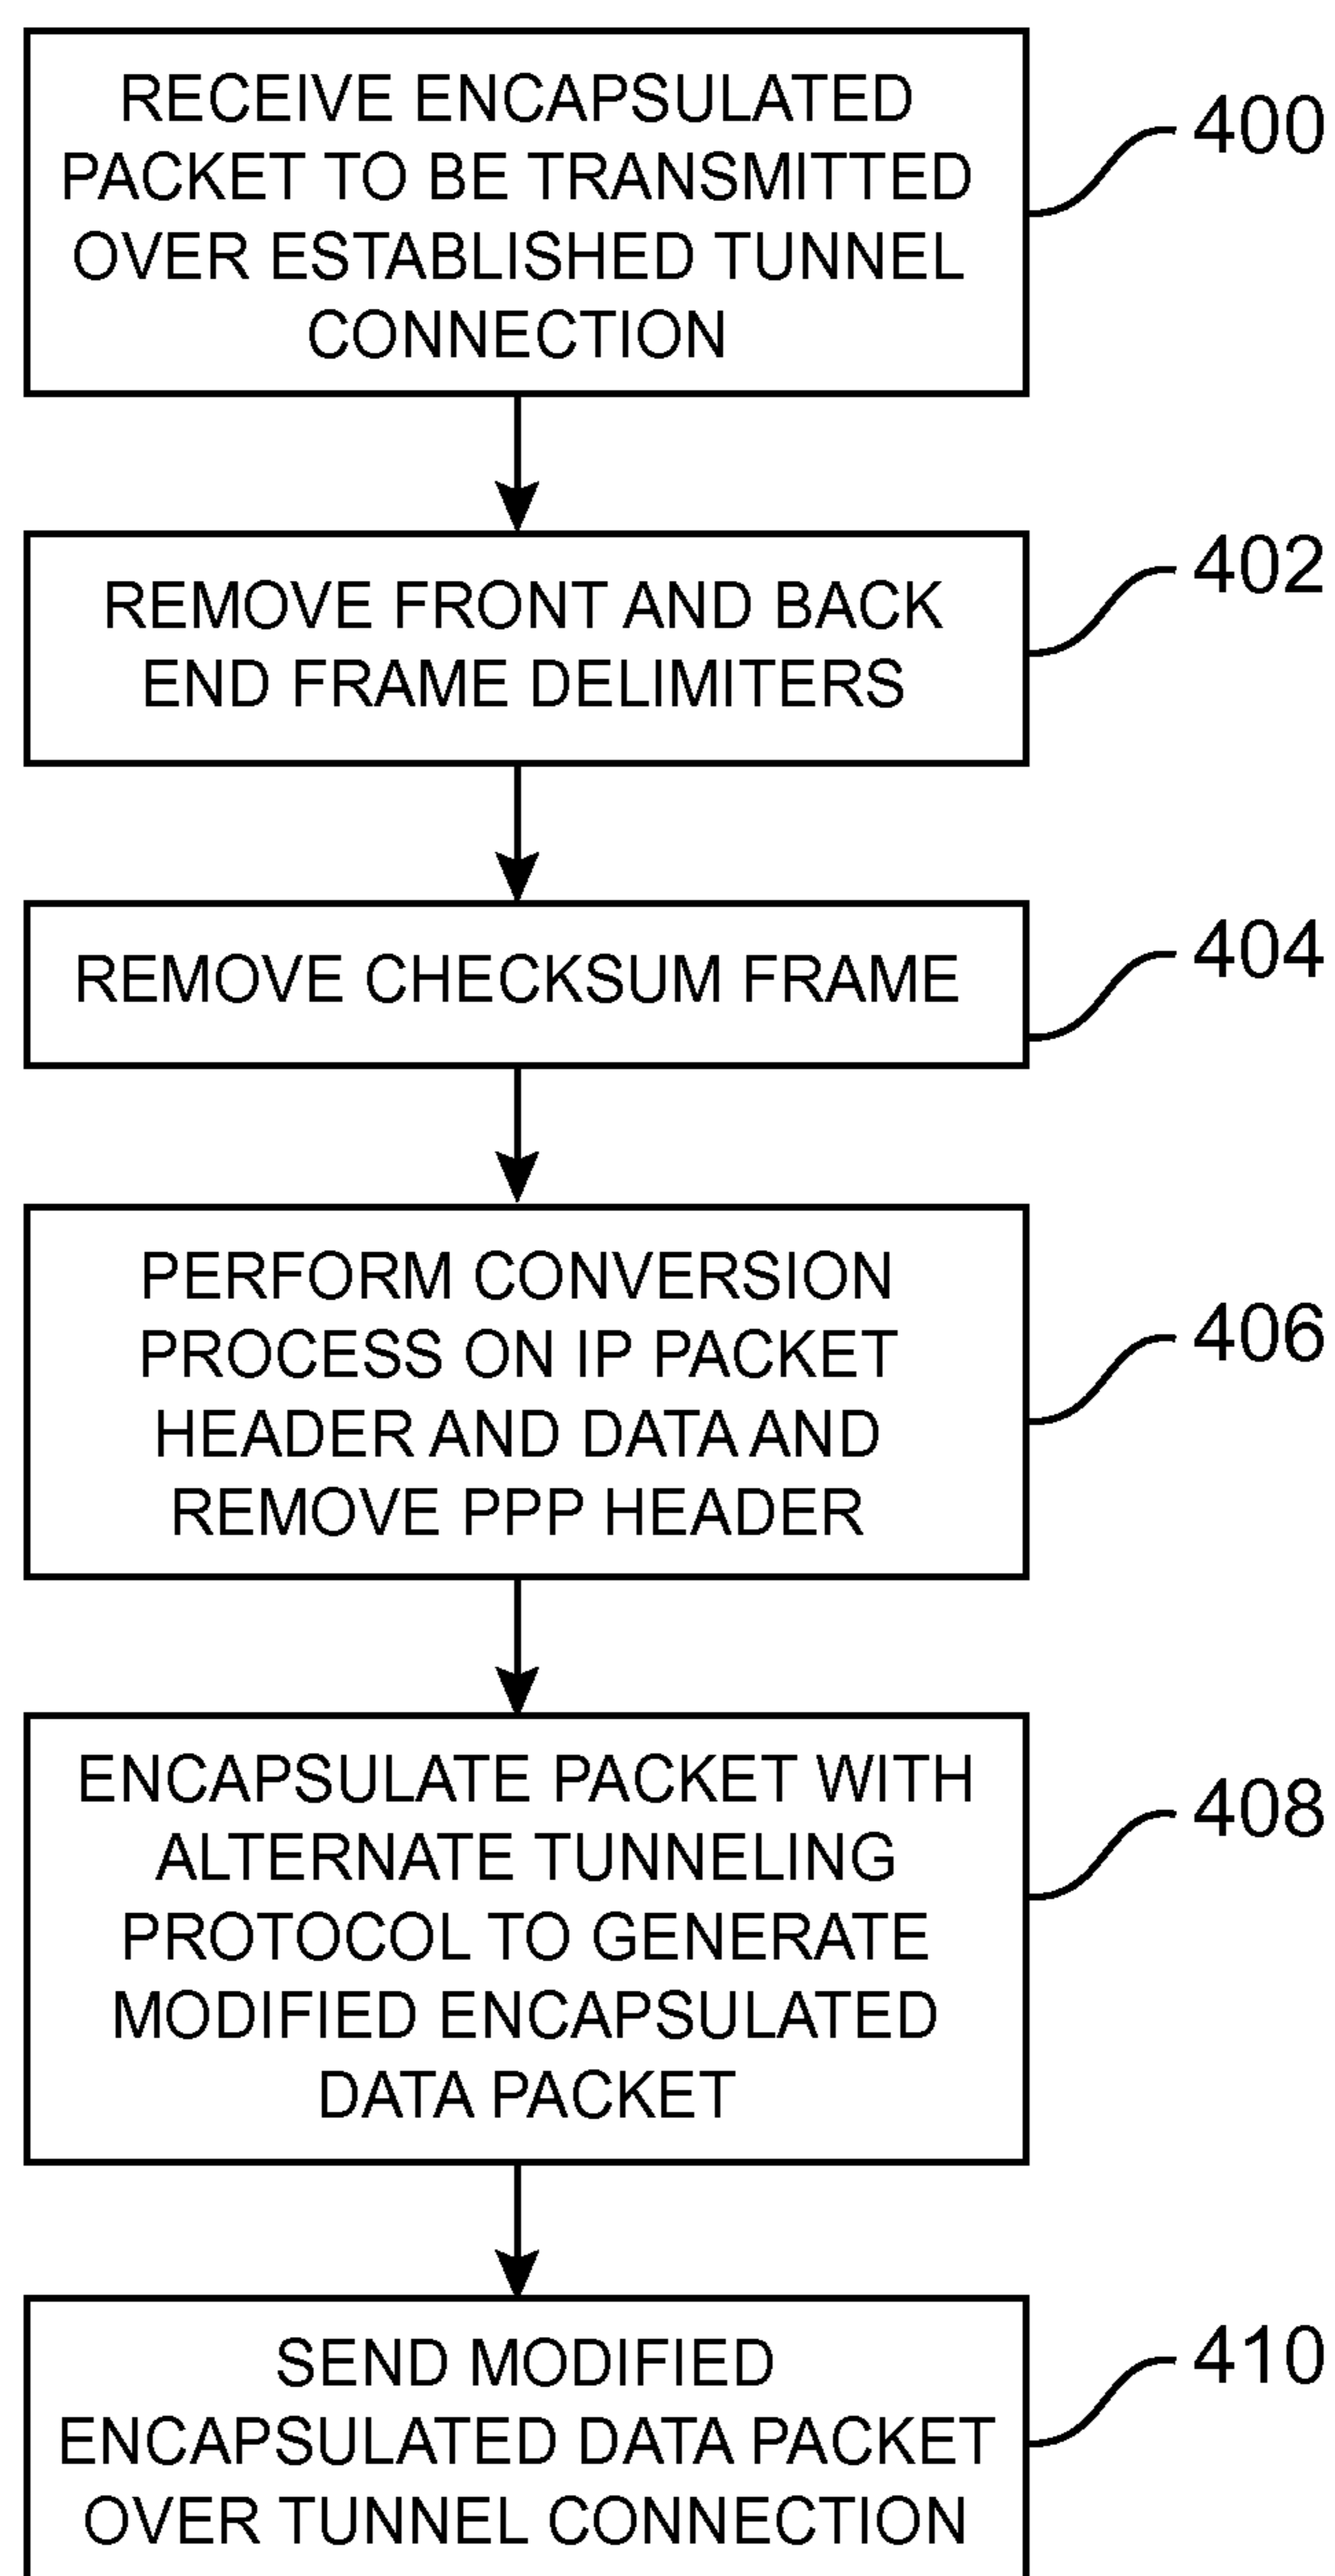 RECEIVE ENCAPSULATED
PACKET TO BE TRANSMITTED
OVER ESTABLISHED TUNNEL
CONNECTION
400
REMOVE FRONT AND BACK
END FRAME DELIMITERS
402
REMOVE CHECKSUM FRAME
404
PERFORM CONVERSION
PROCESS ON IP PACKET
HEADER AND DATA AND
REMOVE PPP HEADER
406
ENCAPSULATE PACKET WITH
ALTERNATE TUNNELING
PROTOCOL TO GENERATE
MODIFIED ENCAPSULATED
DATA PACKET
408
SEND MODIFIED
ENCAPSULATED DATA PACKET
OVER TUNNEL CONNECTION
410